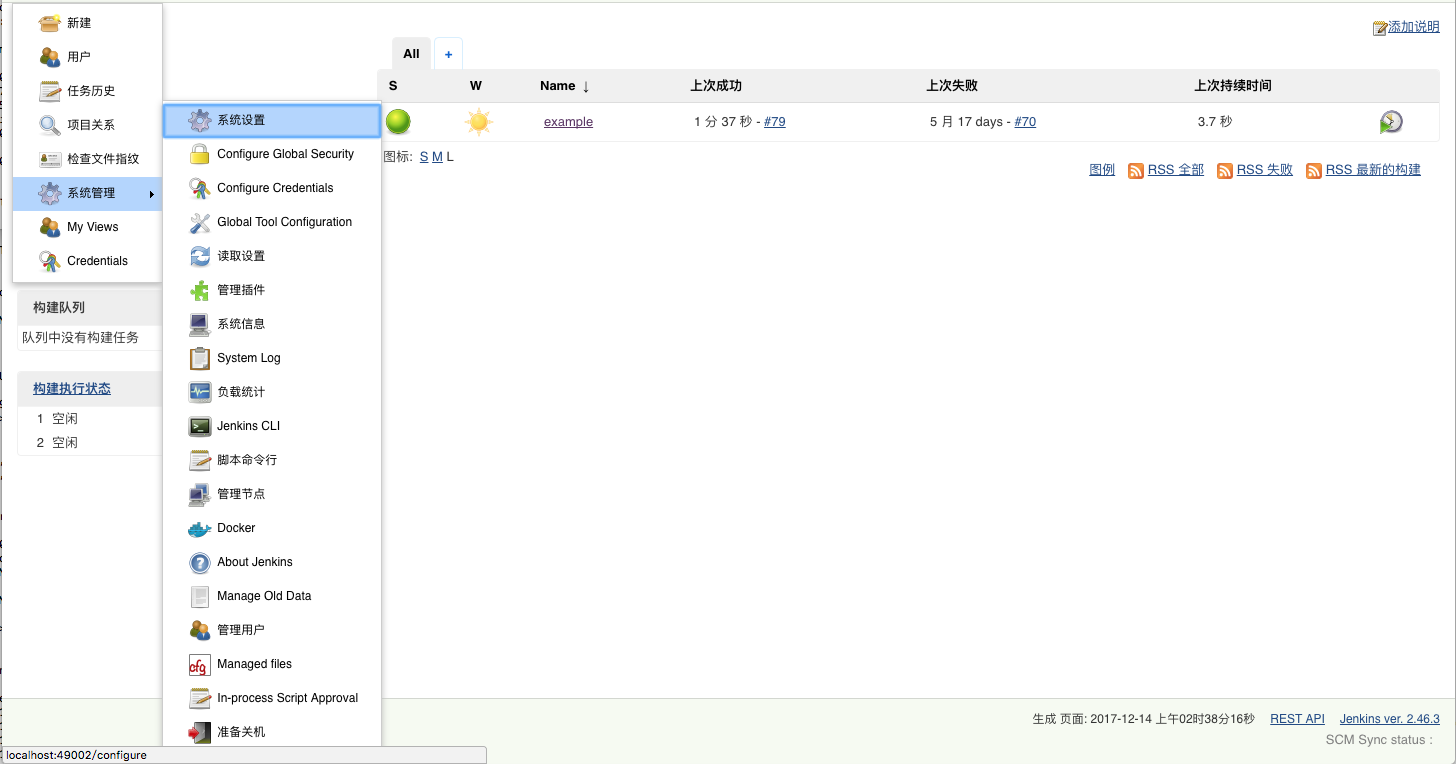 新建
用户
任务历史
项目关系
检查文件指纹
系统管理
My Views
Credentials
构建队列
队列中没有构建任务
构建执行状态
1 空闲
2 空闲
系统设置
Configure Global Security
Configure Credentials
Global Tool Configuration
读取设置
管理插件
系统信息
System Log
负载统计
Jenkins CLI
脚本命令行
管理节点
Docker
About Jenkins
Manage Old Data
管理用户
cfg
Managed files
In-process Script Approval
准备关机
添加说明
All +
S W Name ↓ 上次成功 上次失败 上次持续时间
example 1 分 37 秒 - #79 5 月 17 days - #70 3.7 秒
图标: S M L
图例 RSS 全部 RSS 失败 RSS 最新的构建
生成 页面: 2017-12-14 上午02时38分16秒 REST API Jenkins ver. 2.46.3
SCM Sync status :
localhost:49002/configure